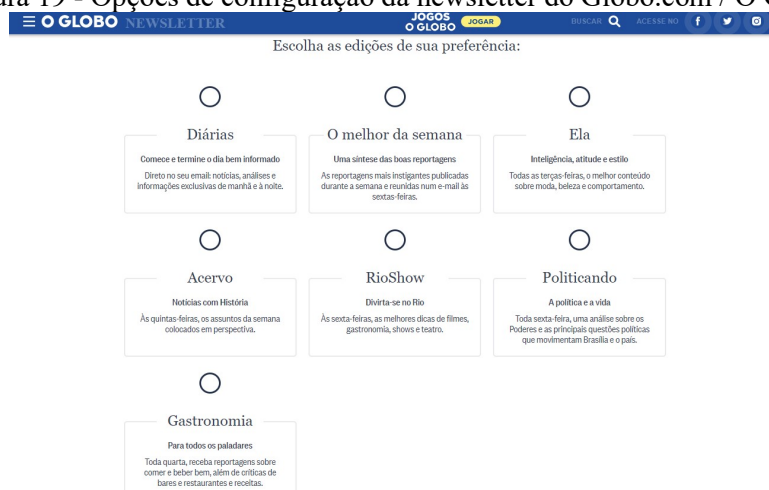 ura 19 - Opções de configuração da newsletter do Globo.com / O G
O GLOBO NEWSLETTER
JOGOS
O GLOBO
JOGAR
BUSCAR
ACESSE NO
Escolha as edições de sua preferência:
Diárias
Comece e termine o dia bem informado
Direto no seu email: notícias, análises e
informações exclusivas de manhã e à noite.
O melhor da semana
Uma síntese das boas reportagens
As reportagens mais instigantes publicadas
durante a semana e reunidas num e-mail às
sextas-feiras.
Ela
Inteligência, atitude e estilo
Todas as terças-feiras, o melhor conteúdo
sobre moda, beleza e comportamento.
Acervo
Notícias com História
Às quintas-feiras, os assuntos da semana
colocados em perspectiva.
RioShow
Divirta-se no Rio
Às sexta-feiras, as melhores dicas de filmes,
gastronomia, shows e teatro.
Politicando
A política e a vida
Toda sexta-feira, uma análise sobre os
Poderes e as principais questões políticas
que movimentam Brasília e o país.
Gastronomia
Para todos os paladares
Toda quarta, receba reportagens sobre
comer e beber bem, além de críticas de
bares e restaurantes e receitas.